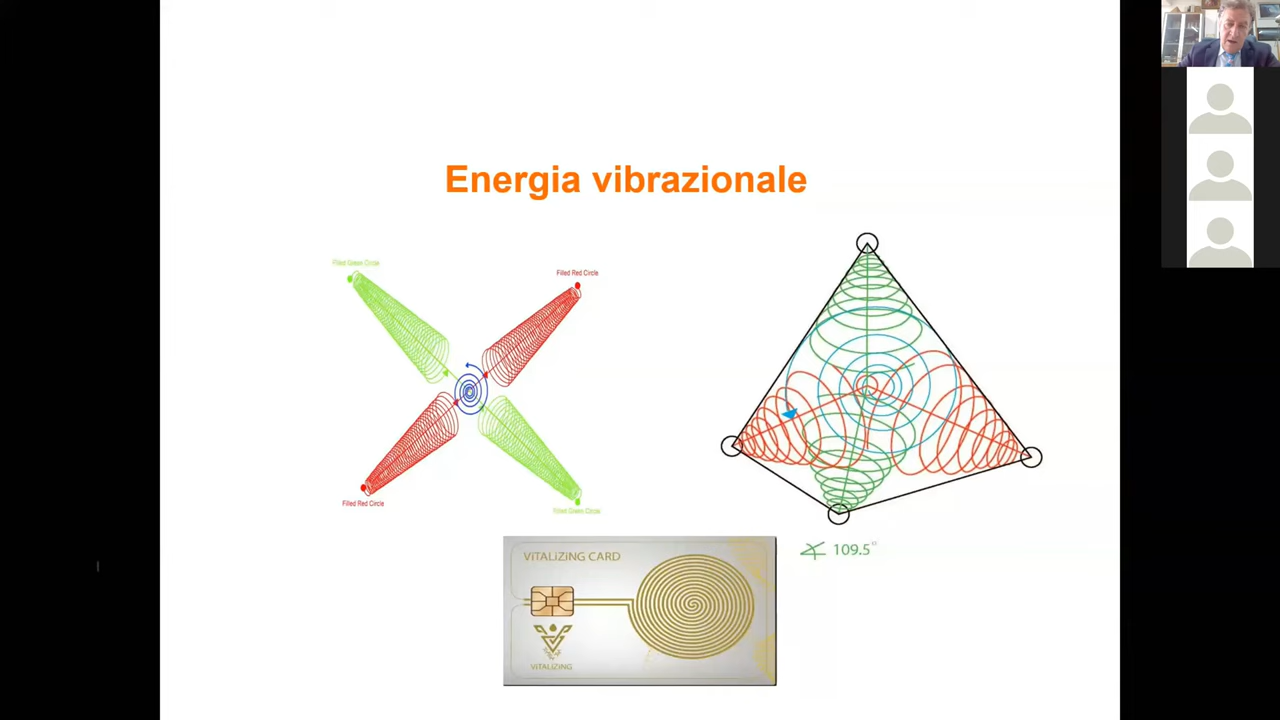 Energia vibrazionale
Filled Green Circle
Filled Red Circle
Filled Red Circle
Filled Green Circle
109.5°
VITALIZING CARD
VITALIZING